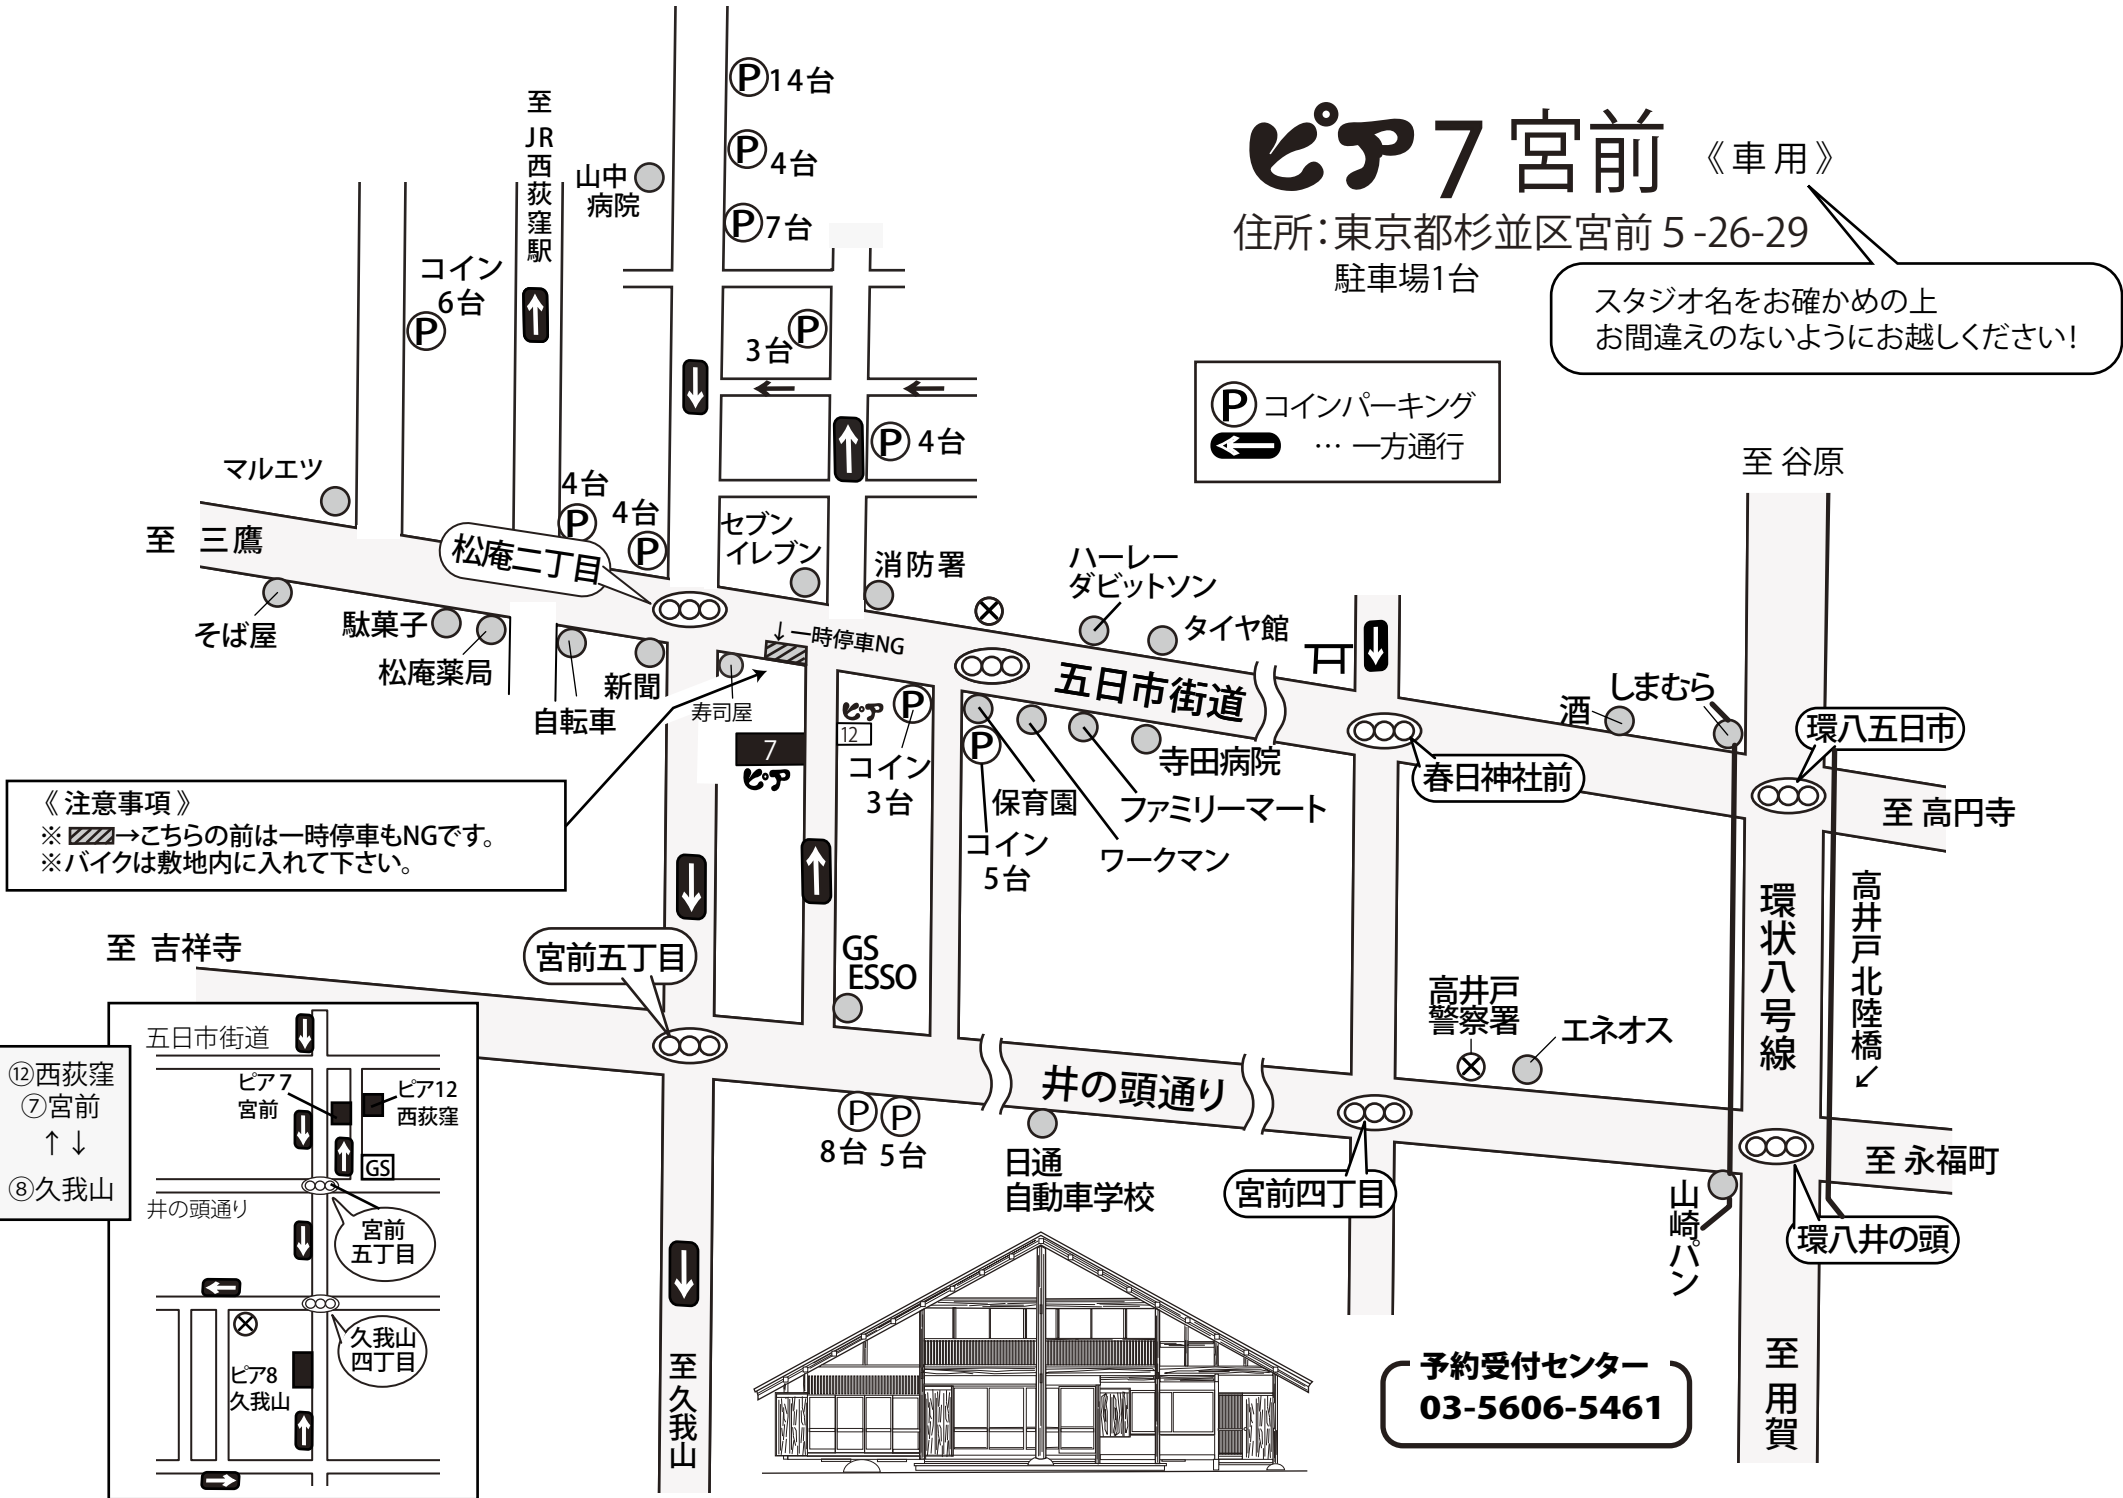 ピア 7 宮前 《車用》
住所：東京都杉並区宮前 5 -26-29
駐車場1台
スタジオ名をお確かめの上
お間違えのないようにお越しください！
P コインパーキング
… 一方通行
P 14台
P 4台
P 7台
至 JR 西荻窪駅
山中
病院
コイン
6台
P
3台 P
P 4台
マルエツ
4台
P
4台
P
至 三鷹
松庵二丁目
セブン
イレブン
消防署
ハーレー
ダビットソン
タイヤ館
至 谷原
そば屋
駄菓子
松庵薬局
自転車
新聞
寿司屋
↓一時停車NG
五日市街道
酒
しまむら
環八五日市
7
ピア
ピア
12
P
コイン
3台
P
保育園
コイン
5台
ワークマン
ファミリーマート
寺田病院
春日神社前
至 高円寺
《 注意事項 》
※ →こちらの前は一時停車もNGです。
※バイクは敷地内に入れて下さい。
環状八号線
高井戸北陸橋↙
至 吉祥寺
宮前五丁目
GS
ESSO
高井戸
警察署
エネオス
井の頭通り
P
8台
P
5台
日通
自動車学校
宮前四丁目
山崎パン
環八井の頭
至 永福町
至 久我山
至 用賀
予約受付センター
03-5606-5461
⑫西荻窪
⑦宮前
↑↓
⑧久我山
五日市街道
ピア 7
宮前
ピア12
西荻窪
GS
井の頭通り
宮前
五丁目
久我山
四丁目
ピア8
久我山